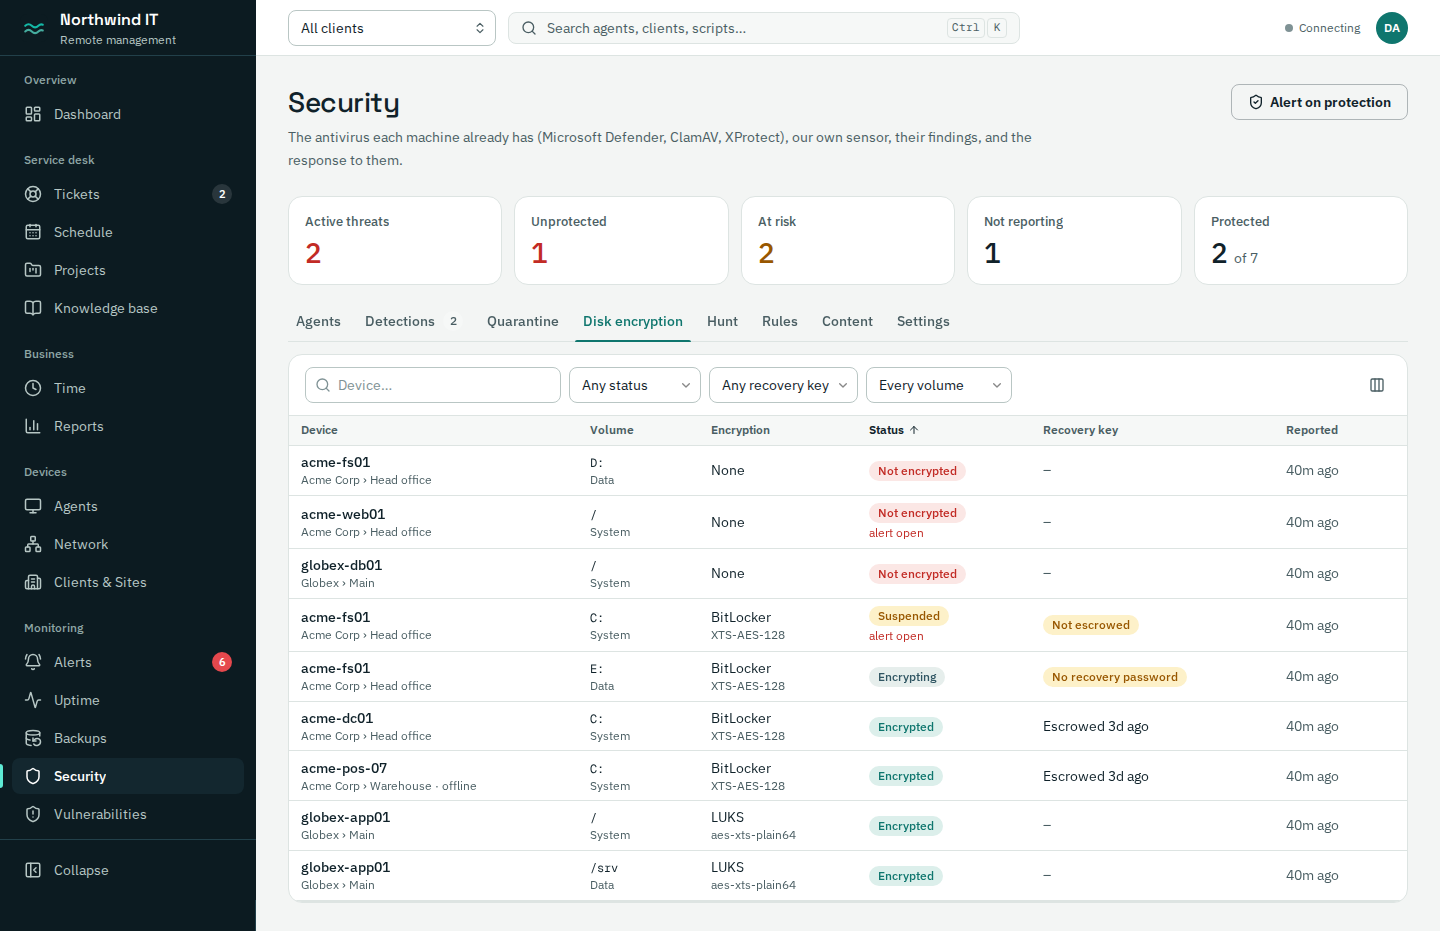 Northwind IT
Remote management
All clients
Search agents, clients, scripts...
Ctrl K
Connecting
DA
Overview
Dashboard
Service desk
Tickets 2
Schedule
Projects
Knowledge base
Business
Time
Reports
Devices
Agents
Network
Clients & Sites
Monitoring
Alerts 6
Uptime
Backups
Security
Vulnerabilities
Collapse
Security
Alert on protection
The antivirus each machine already has (Microsoft Defender, ClamAV, XProtect), our own sensor, their findings, and the
response to them.
Active threats
2
Unprotected
1
At risk
2
Not reporting
1
Protected
2 of 7
Agents Detections 2 Quarantine Disk encryption Hunt Rules Content Settings
Device... Any status Any recovery key Every volume
Device Volume Encryption Status ↑ Recovery key Reported
acme-fs01 D: None Not encrypted – 40m ago
Acme Corp › Head office Data
acme-web01 / None Not encrypted – 40m ago
Acme Corp › Head office System alert open
globex-db01 / None Not encrypted – 40m ago
Globex › Main System
acme-fs01 C: BitLocker Suspended Not escrowed 40m ago
Acme Corp › Head office System XTS-AES-128 alert open
acme-fs01 E: BitLocker Encrypting No recovery password 40m ago
Acme Corp › Head office Data XTS-AES-128
acme-dc01 C: BitLocker Encrypted Escrowed 3d ago 40m ago
Acme Corp › Head office System XTS-AES-128
acme-pos-07 C: BitLocker Encrypted Escrowed 3d ago 40m ago
Acme Corp › Warehouse · offline System XTS-AES-128
globex-app01 / LUKS Encrypted – 40m ago
Globex › Main System aes-xts-plain64
globex-app01 /srv LUKS Encrypted – 40m ago
Globex › Main Data aes-xts-plain64